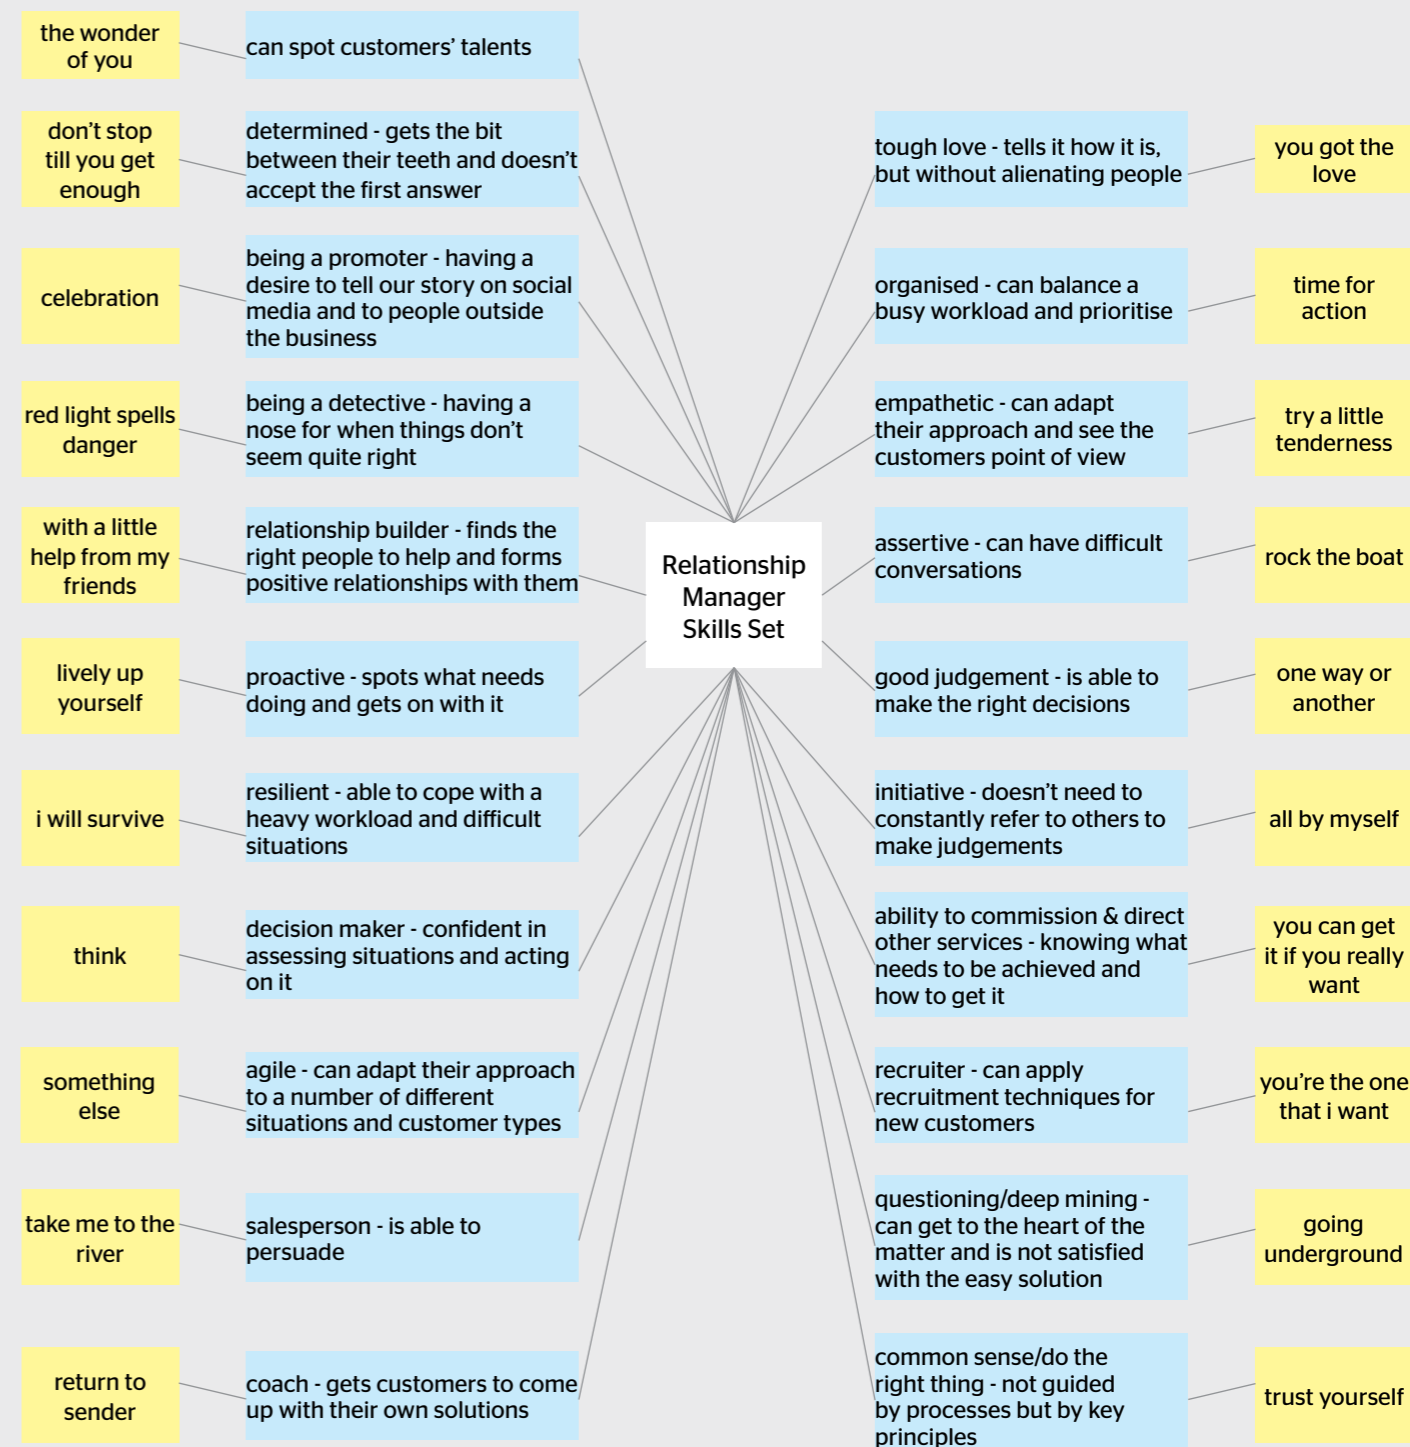 the wonder
of you
can spot customers’ talents
don’t stop
till you get
enough
determined - gets the bit
between their teeth and doesn’t
accept the first answer
celebration
being a promoter - having a
desire to tell our story on social
media and to people outside
the business
red light spells
danger
being a detective - having a
nose for when things don’t
seem quite right
with a little
help from my
friends
relationship builder - finds the
right people to help and forms
positive relationships with them
lively up
yourself
proactive - spots what needs
doing and gets on with it
i will survive
resilient - able to cope with a
heavy workload and difficult
situations
think
decision maker - confident in
assessing situations and acting
on it
something
else
agile - can adapt their approach
to a number of different
situations and customer types
take me to the
river
salesperson - is able to
persuade
return to
sender
coach - gets customers to come
up with their own solutions
Relationship
Manager
Skills Set
tough love - tells it how it is,
but without alienating people
you got the
love
organised - can balance a
busy workload and prioritise
time for
action
empathetic - can adapt
their approach and see the
customers point of view
try a little
tenderness
assertive - can have difficult
conversations
rock the boat
good judgement - is able to
make the right decisions
one way or
another
initiative - doesn’t need to
constantly refer to others to
make judgements
all by myself
ability to commission & direct
other services - knowing what
needs to be achieved and
how to get it
you can get
it if you really
want
recruiter - can apply
recruitment techniques for
new customers
you’re the one
that i want
questioning/deep mining -
can get to the heart of the
matter and is not satisfied
with the easy solution
going
underground
common sense/do the
right thing - not guided
by processes but by key
principles
trust yourself